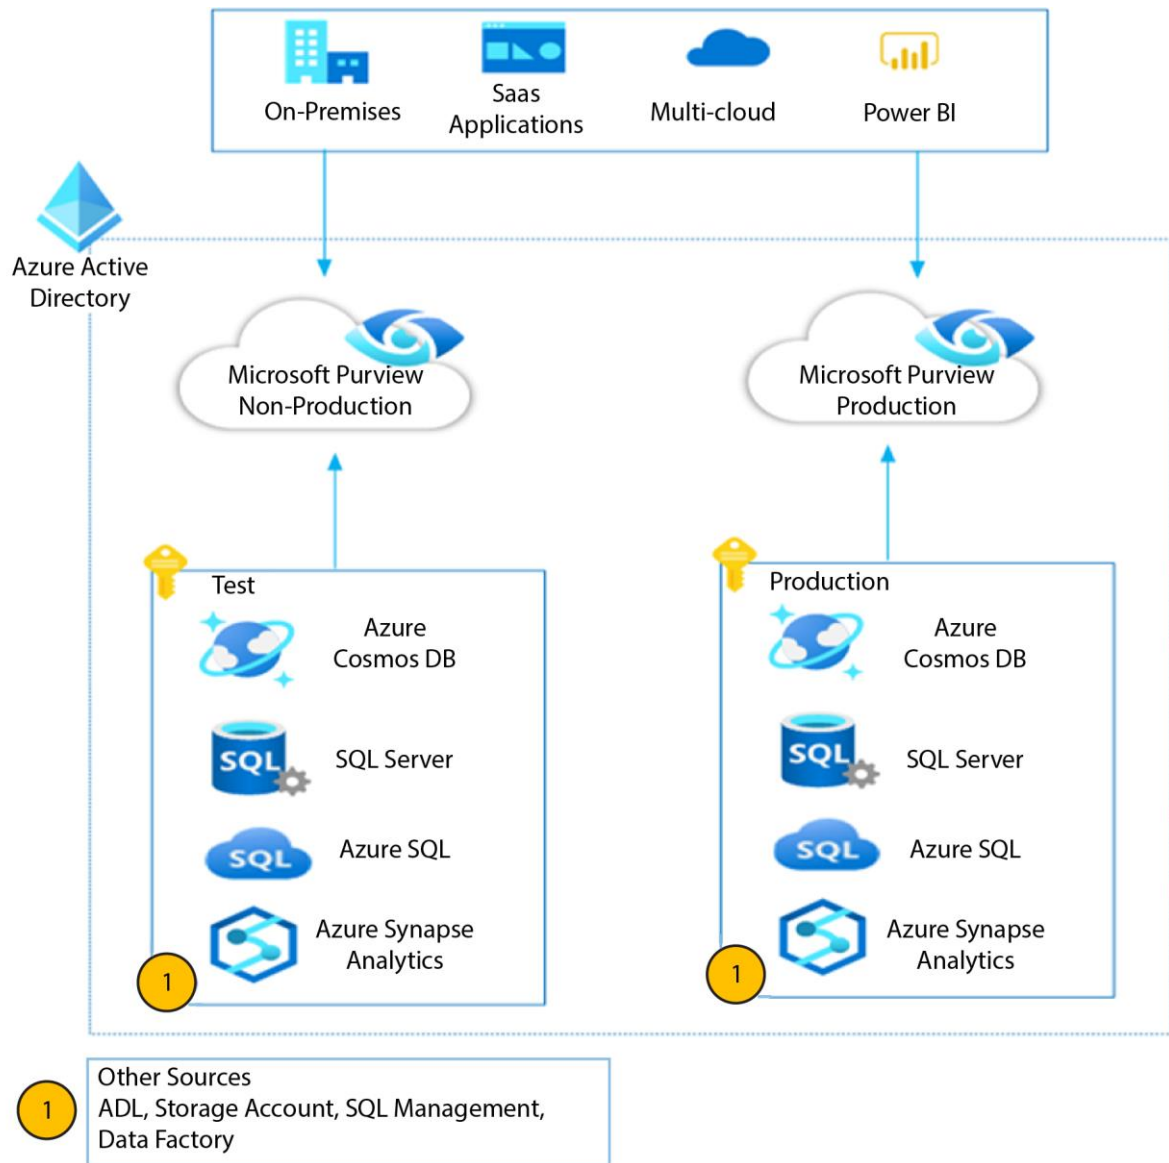 On-Premises
Saas
Applications
Multi-cloud
Power BI
Azure Active
Directory
Microsoft Purview
Non-Production
Microsoft Purview
Production
Test
Azure
Cosmos DB
SQL
SQL Server
SQL
Azure SQL
Azure Synapse
Analytics
1
Production
Azure
Cosmos DB
SQL
SQL Server
SQL
Azure SQL
Azure Synapse
Analytics
1
1
Other Sources
ADL, Storage Account, SQL Management,
Data Factory